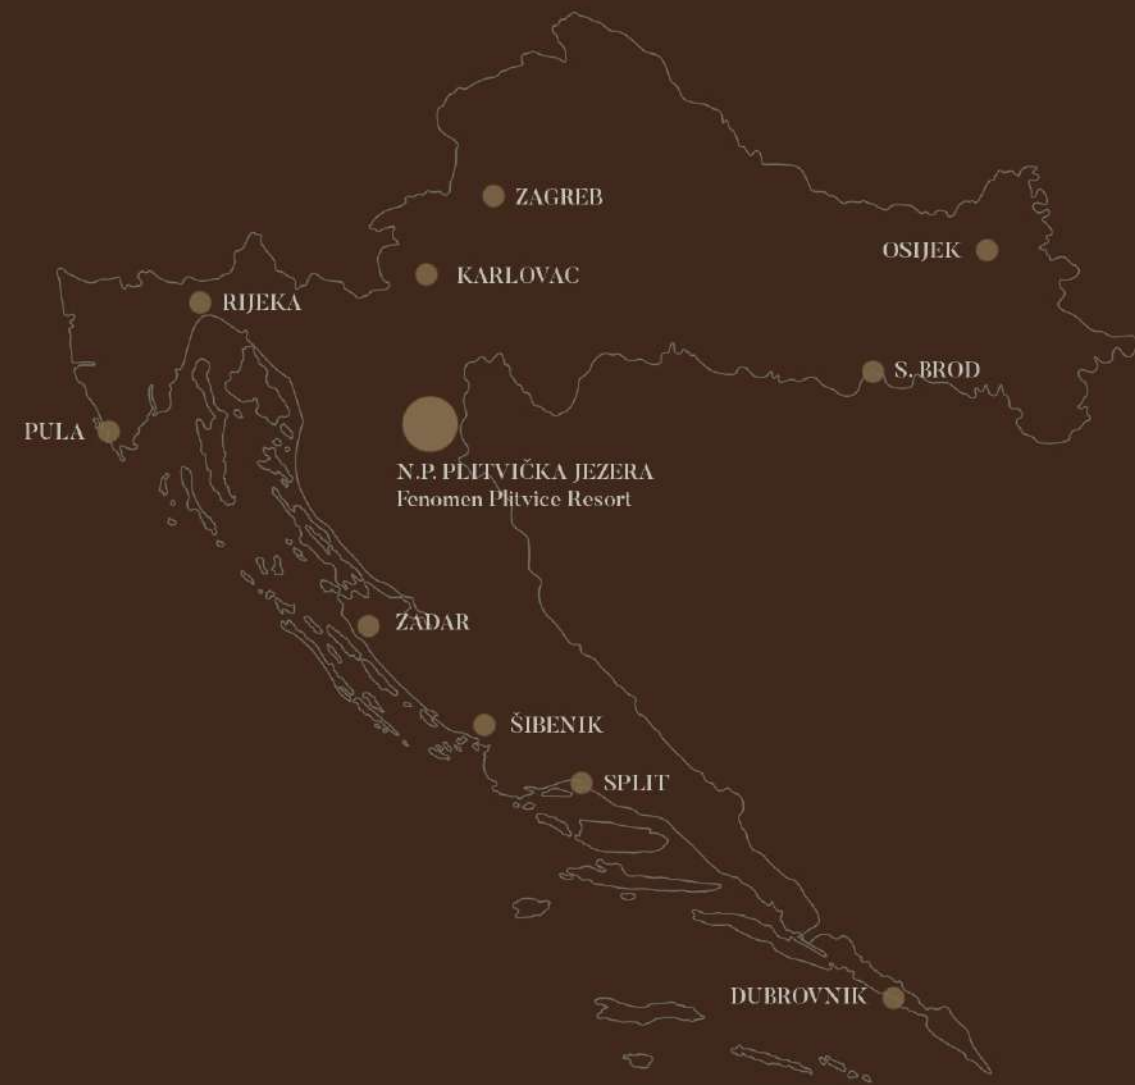 ZAGREB
OSIJEK
KARLOVAC
RIJEKA
S. BROD
PULA
N.P. PLITVIČKA JEZERA
Fenomen Plitvice Resort
ZADAR
ŠIBENIK
SPLIT
DUBROVNIK